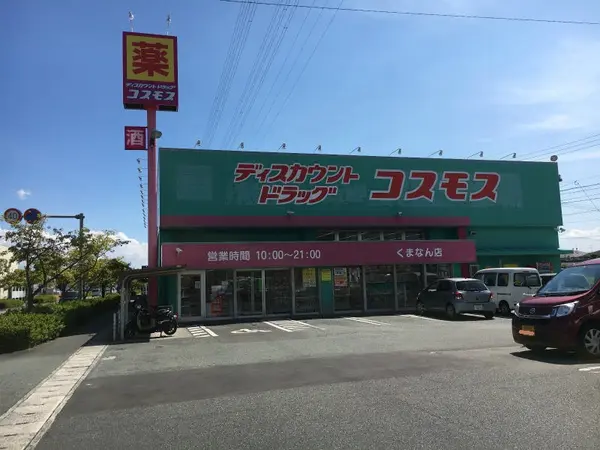 薬
ディスカウント ドラッグ
コスモス
酒
ディスカウント
ドラッグ
コスモス
営業時間 10:00~21:00
くまなん店